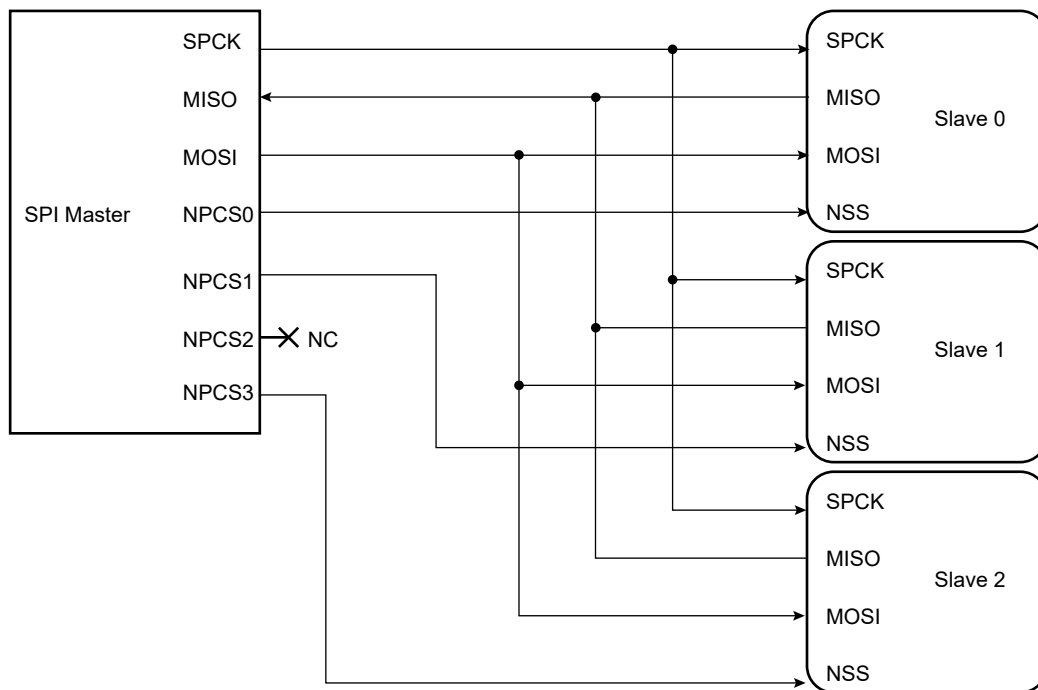 SPCK
MISO
MOSI
SPI Master
NPCS0
NPCS1
NPCS2
NC
NPCS3
SPCK
MISO
Slave 0
MOSI
NSS
SPCK
MISO
Slave 1
MOSI
NSS
SPCK
MISO
Slave 2
MOSI
NSS